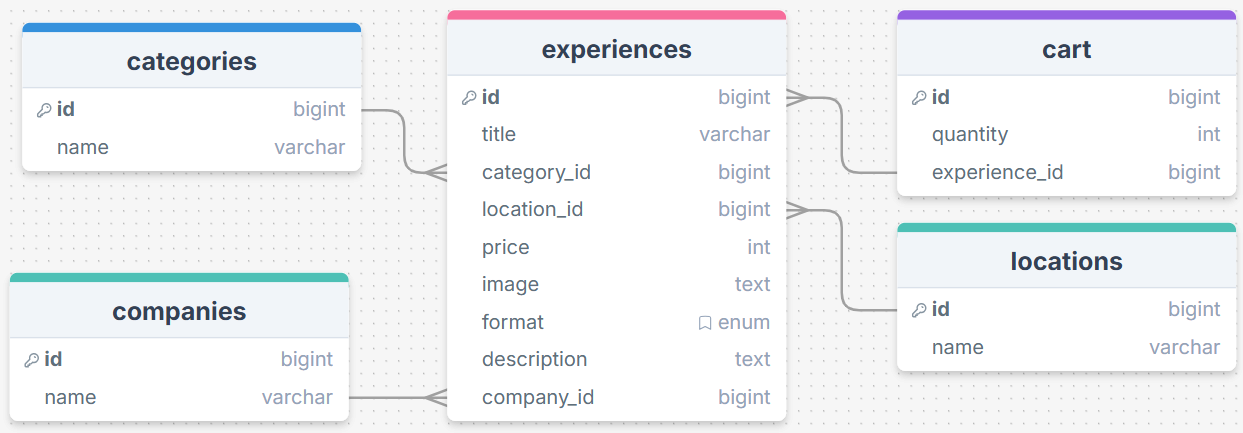 categories
id bigint
name varchar
companies
id bigint
name varchar
experiences
id bigint
title varchar
category_id bigint
location_id bigint
price int
image text
format enum
description text
company_id bigint
cart
id bigint
quantity int
experience_id bigint
locations
id bigint
name varchar